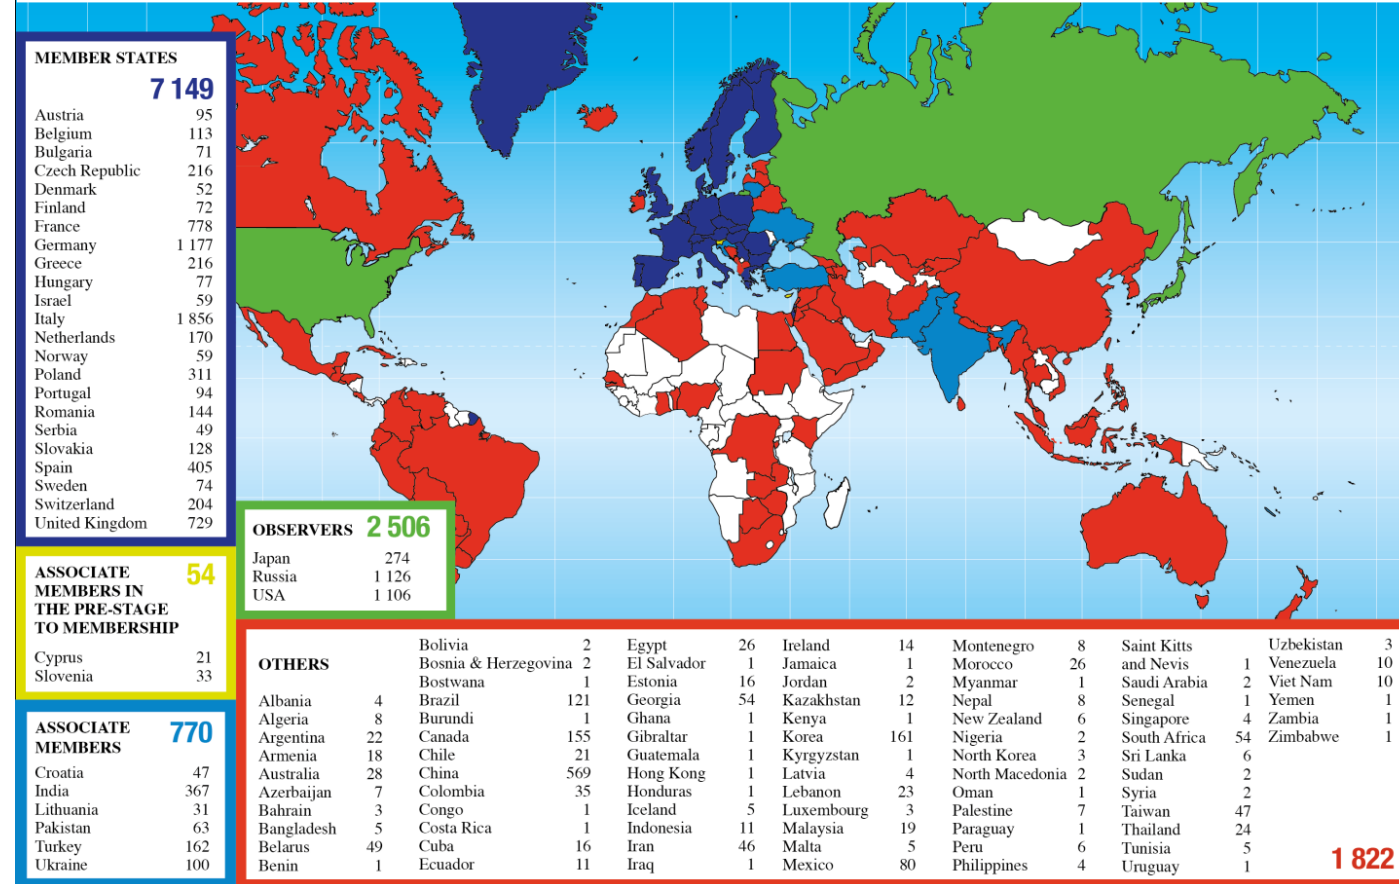 MEMBER STATES
7 149
Austria 95
Belgium 113
Bulgaria 71
Czech Republic 216
Denmark 52
Finland 72
France 778
Germany 1 177
Greece 216
Hungary 77
Israel 59
Italy 1 856
Netherlands 170
Norway 59
Poland 311
Portugal 94
Romania 144
Serbia 49
Slovakia 128
Spain 405
Sweden 74
Switzerland 204
United Kingdom 729
ASSOCIATE 54
MEMBERS IN
THE PRE-STAGE
TO MEMBERSHIP
Cyprus 21
Slovenia 33
ASSOCIATE 770
MEMBERS
Croatia 47
India 367
Lithuania 31
Pakistan 63
Turkey 162
Ukraine 100
OBSERVERS 2 506
Japan 274
Russia 1 126
USA 1 106
OTHERS
Albania 4
Algeria 8
Argentina 22
Armenia 18
Australia 28
Azerbaijan 7
Bahrain 3
Bangladesh 5
Belarus 49
Benin 1
Bolivia 2
Bosnia & Herzegovina 2
Bostwana 1
Brazil 121
Burundi 1
Canada 155
Chile 21
China 569
Colombia 35
Congo 1
Costa Rica 1
Cuba 16
Ecuador 11
Egypt 26
El Salvador 1
Estonia 16
Georgia 54
Ghana 1
Gibraltar 1
Guatemala 1
Hong Kong 1
Honduras 1
Iceland 5
Indonesia 11
Iran 46
Iraq 1
Ireland 14
Jamaica 1
Jordan 2
Kazakhstan 12
Kenya 1
Korea 161
Kyrgyzstan 1
Latvia 4
Lebanon 23
Luxembourg 3
Malaysia 19
Malta 5
Mexico 80
Montenegro 8
Morocco 26
Myanmar 1
Nepal 8
New Zealand 6
Nigeria 2
North Korea 3
North Macedonia 2
Oman 1
Palestine 7
Paraguay 1
Peru 6
Philippines 4
Saint Kitts
and Nevis 1
Saudi Arabia 2
Senegal 1
Singapore 4
South Africa 54
Sri Lanka 6
Sudan 2
Syria 2
Taiwan 47
Thailand 24
Tunisia 5
Uruguay 1
Uzbekistan 3
Venezuela 10
Viet Nam 10
Yemen 1
Zambia 1
Zimbabwe 1
1 822